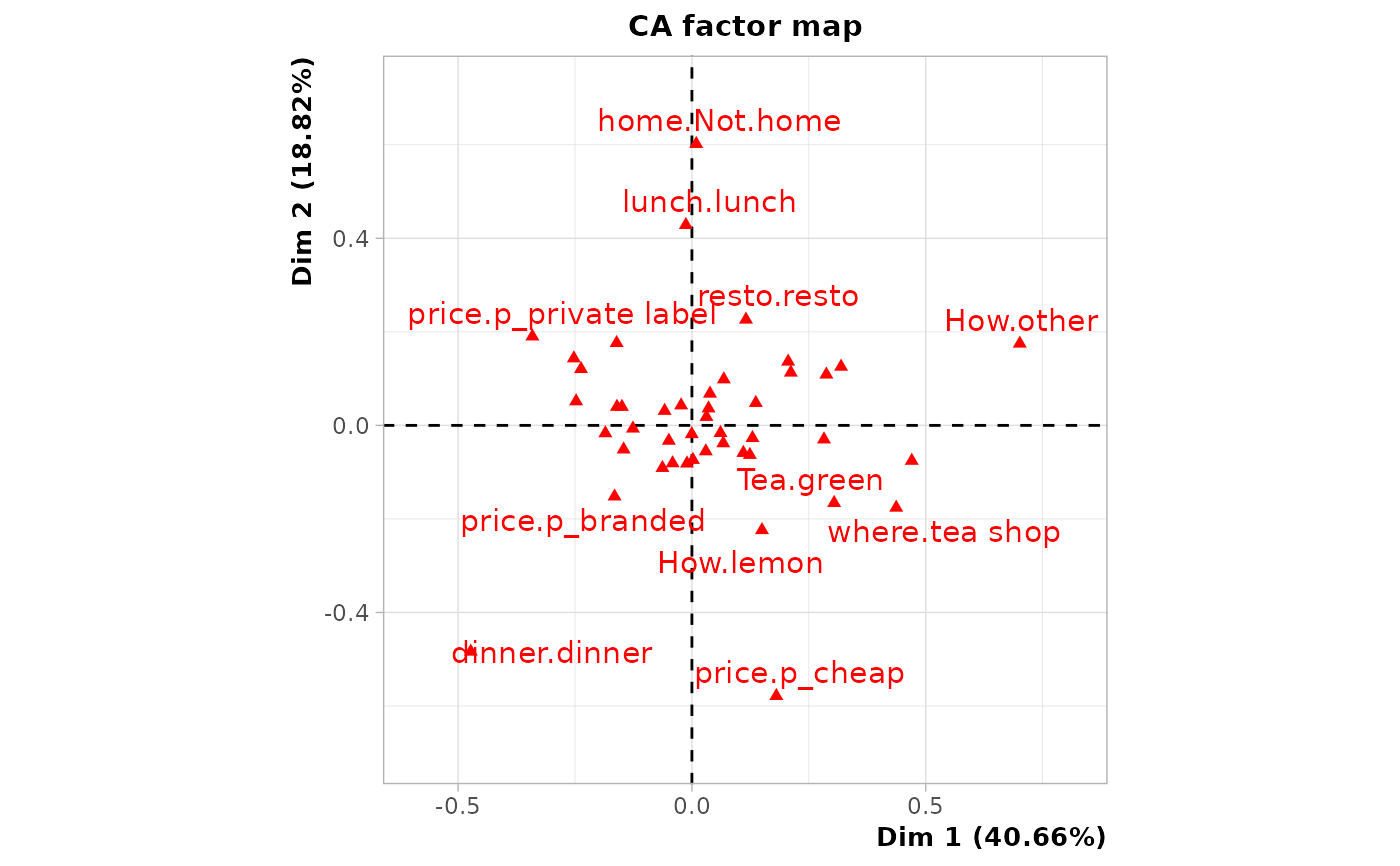 CA factor map
Dim 2 (18.82%)
home.Not.home
lunch.lunch
0.4
resto.resto
price.p_private label
How.other
0.0
Tea.green
price.p_branded
where.tea shop
How.lemon
-0.4
dinner.dinner
price.p_cheap
-0.5 0.0 0.5
Dim 1 (40.66%)